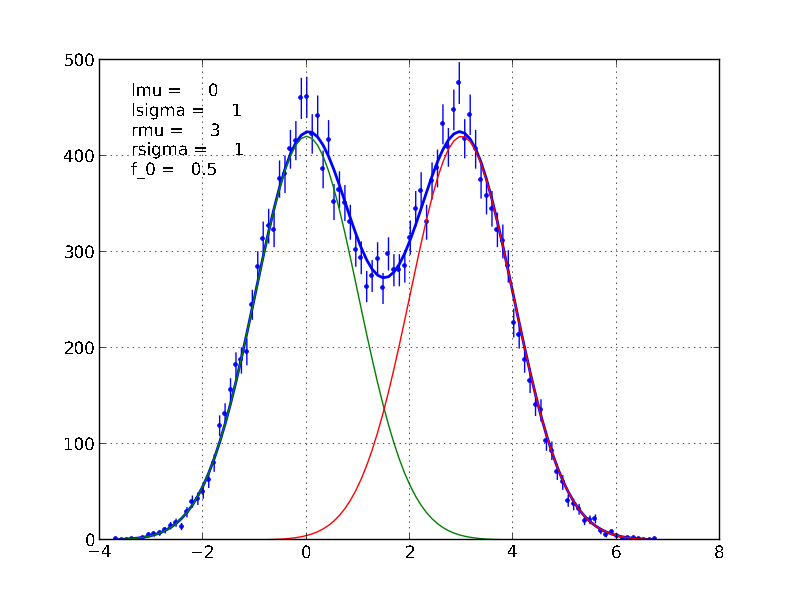 500
400
300
200
100
0
lmu = 0
lsigma = 1
rmu = 3
rsigma = 1
f_0 = 0.5
−4 −2 0 2 4 6 8